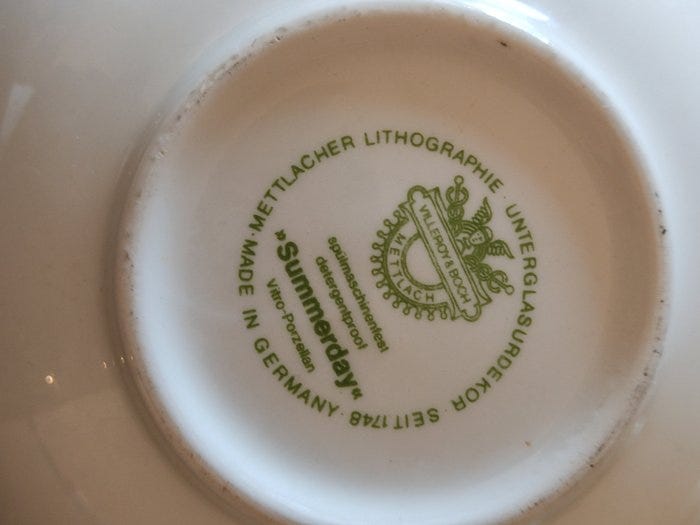 METTLACHER LITHOGRAPHIE · UNTERGLASURDEKOR · SEIT 1748 · MADE IN GERMANY ·
VILLEROY & BOCH
METTLACH
spülmaschinenfest
detergentproof
»Summerday«
Vitro-Porzellan